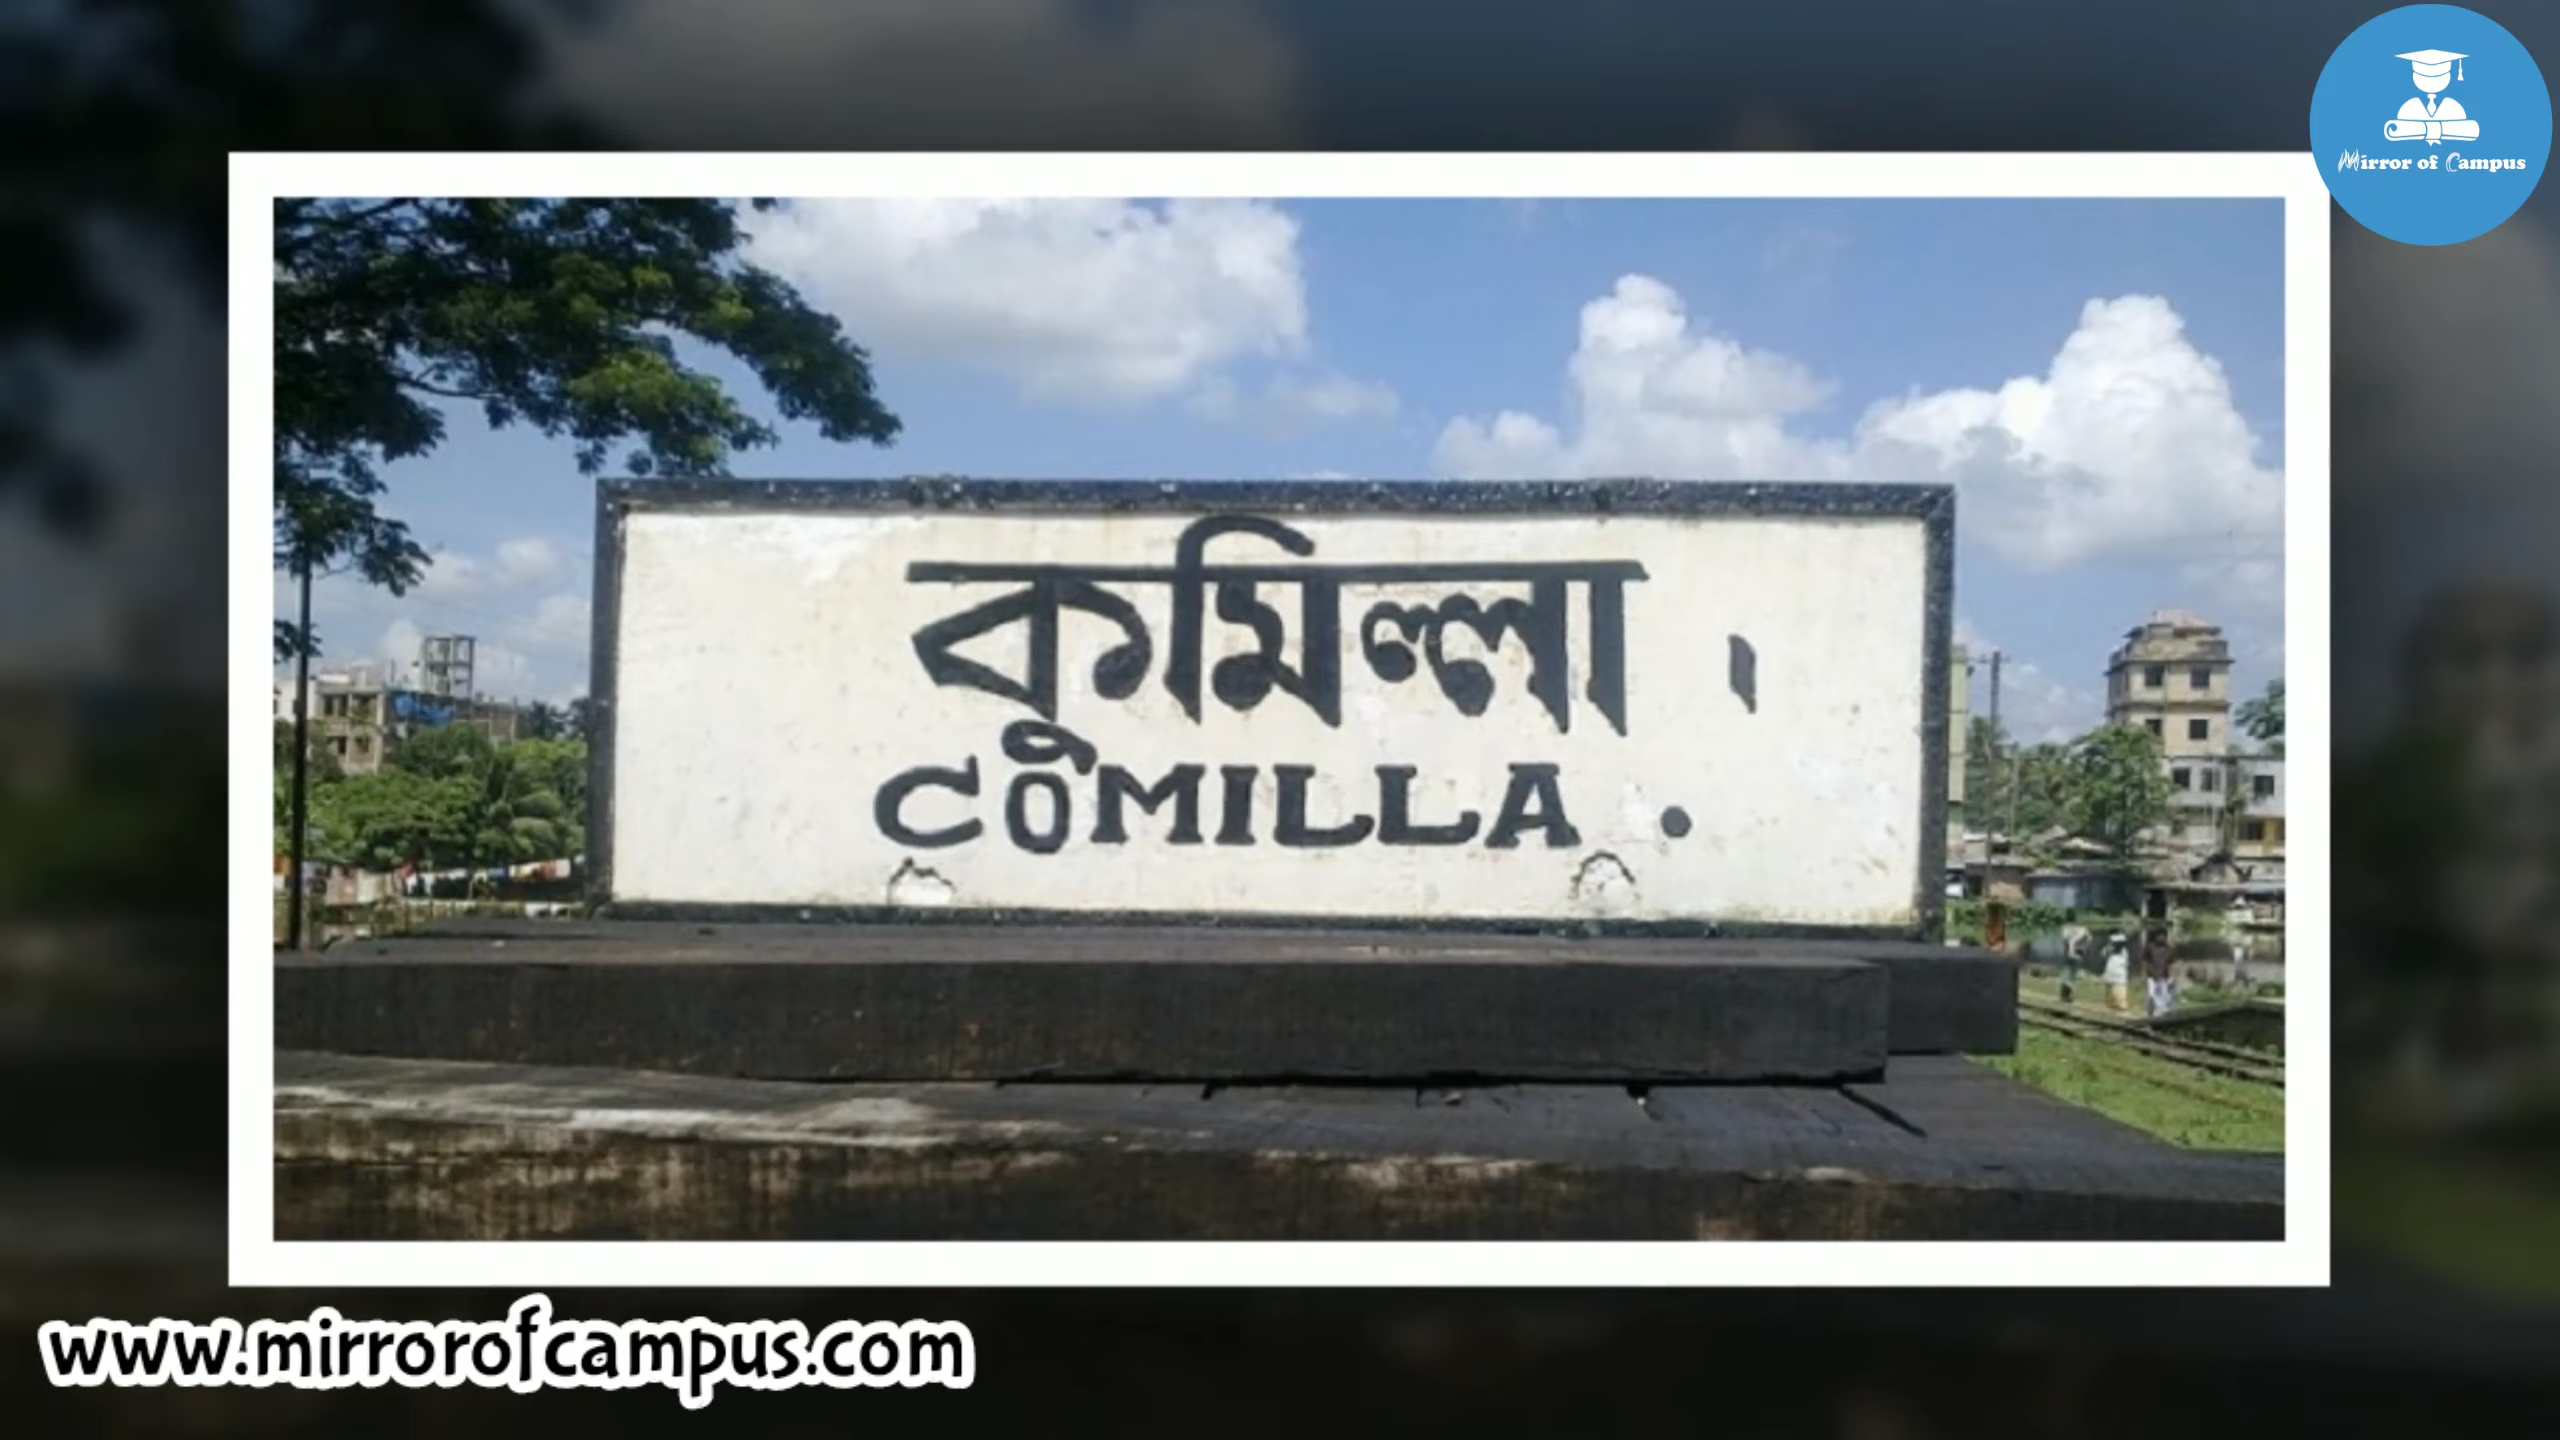 Mirror of Campus
কুমিল্লা ।
COMILLA .
www.mirrorofcampus.com